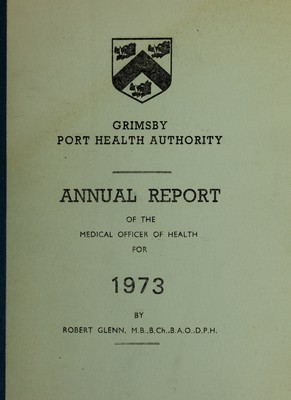 GRIMSBY
PORT HEALTH AUTHORITY
ANNUAL REPORT
OF THE
MEDICAL OFFICER OF HEALTH
FOR
1973
BY
ROBERT GLENN, M.B.,B.Ch.,B.A.O.,D.P.H.